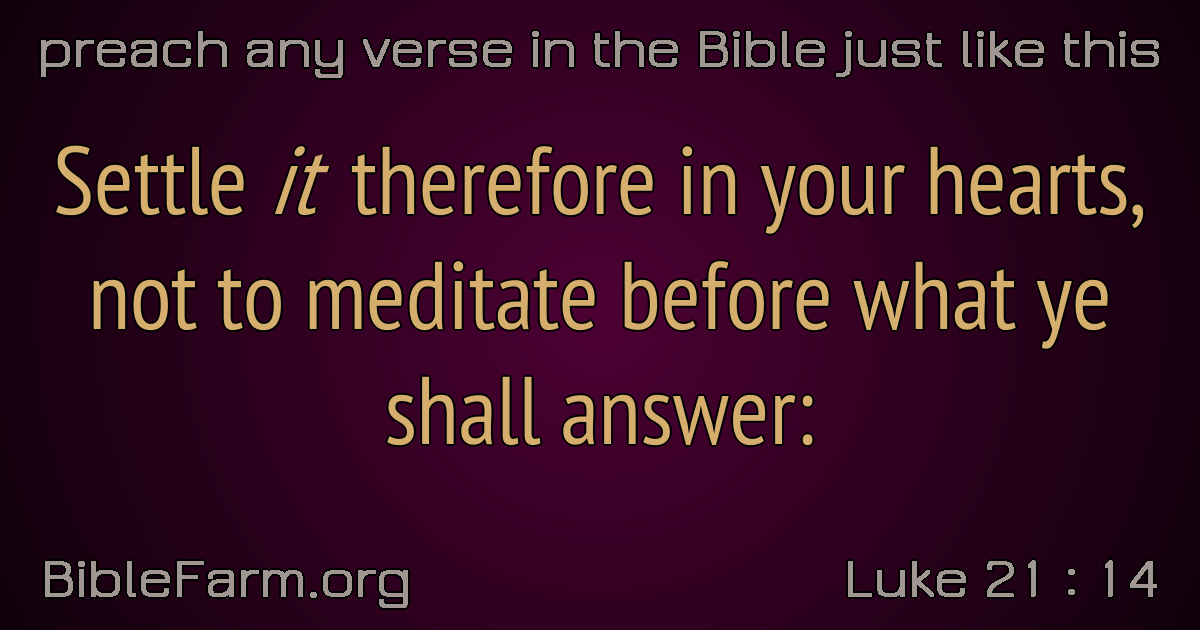 preach any verse in the Bible just like this
Settle it therefore in your hearts,
not to meditate before what ye
shall answer:
BibleFarm.org
Luke 21 : 14